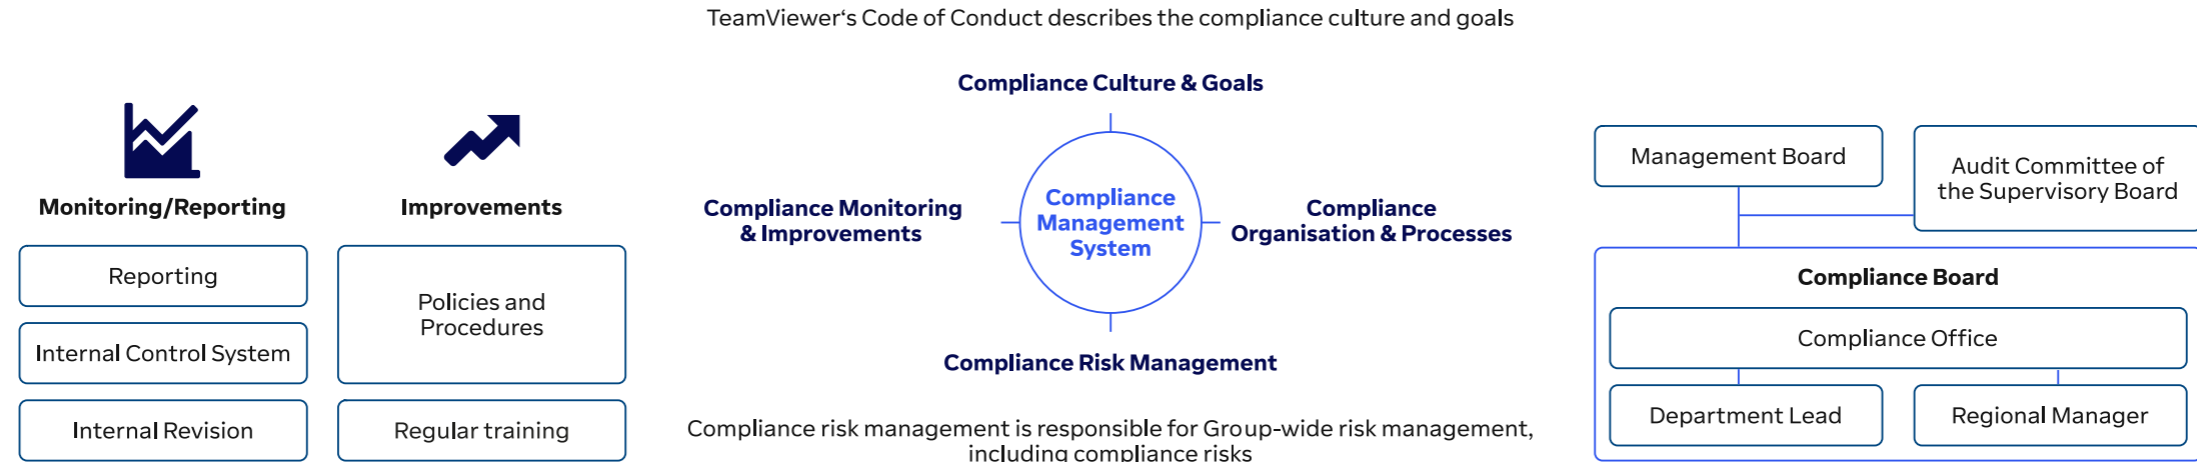 TeamViewer‘s Code of Conduct describes the compliance culture and goals
Monitoring/Reporting
Reporting
Internal Control System
Internal Revision
Improvements
Policies and
Procedures
Regular training
Compliance Culture & Goals
Compliance Monitoring
& Improvements
Compliance
Management
System
Compliance
Organisation & Processes
Compliance Risk Management
Compliance risk management is responsible for Group-wide risk management,
including compliance risks
Management Board
Audit Committee of
the Supervisory Board
Compliance Board
Compliance Office
Department Lead
Regional Manager